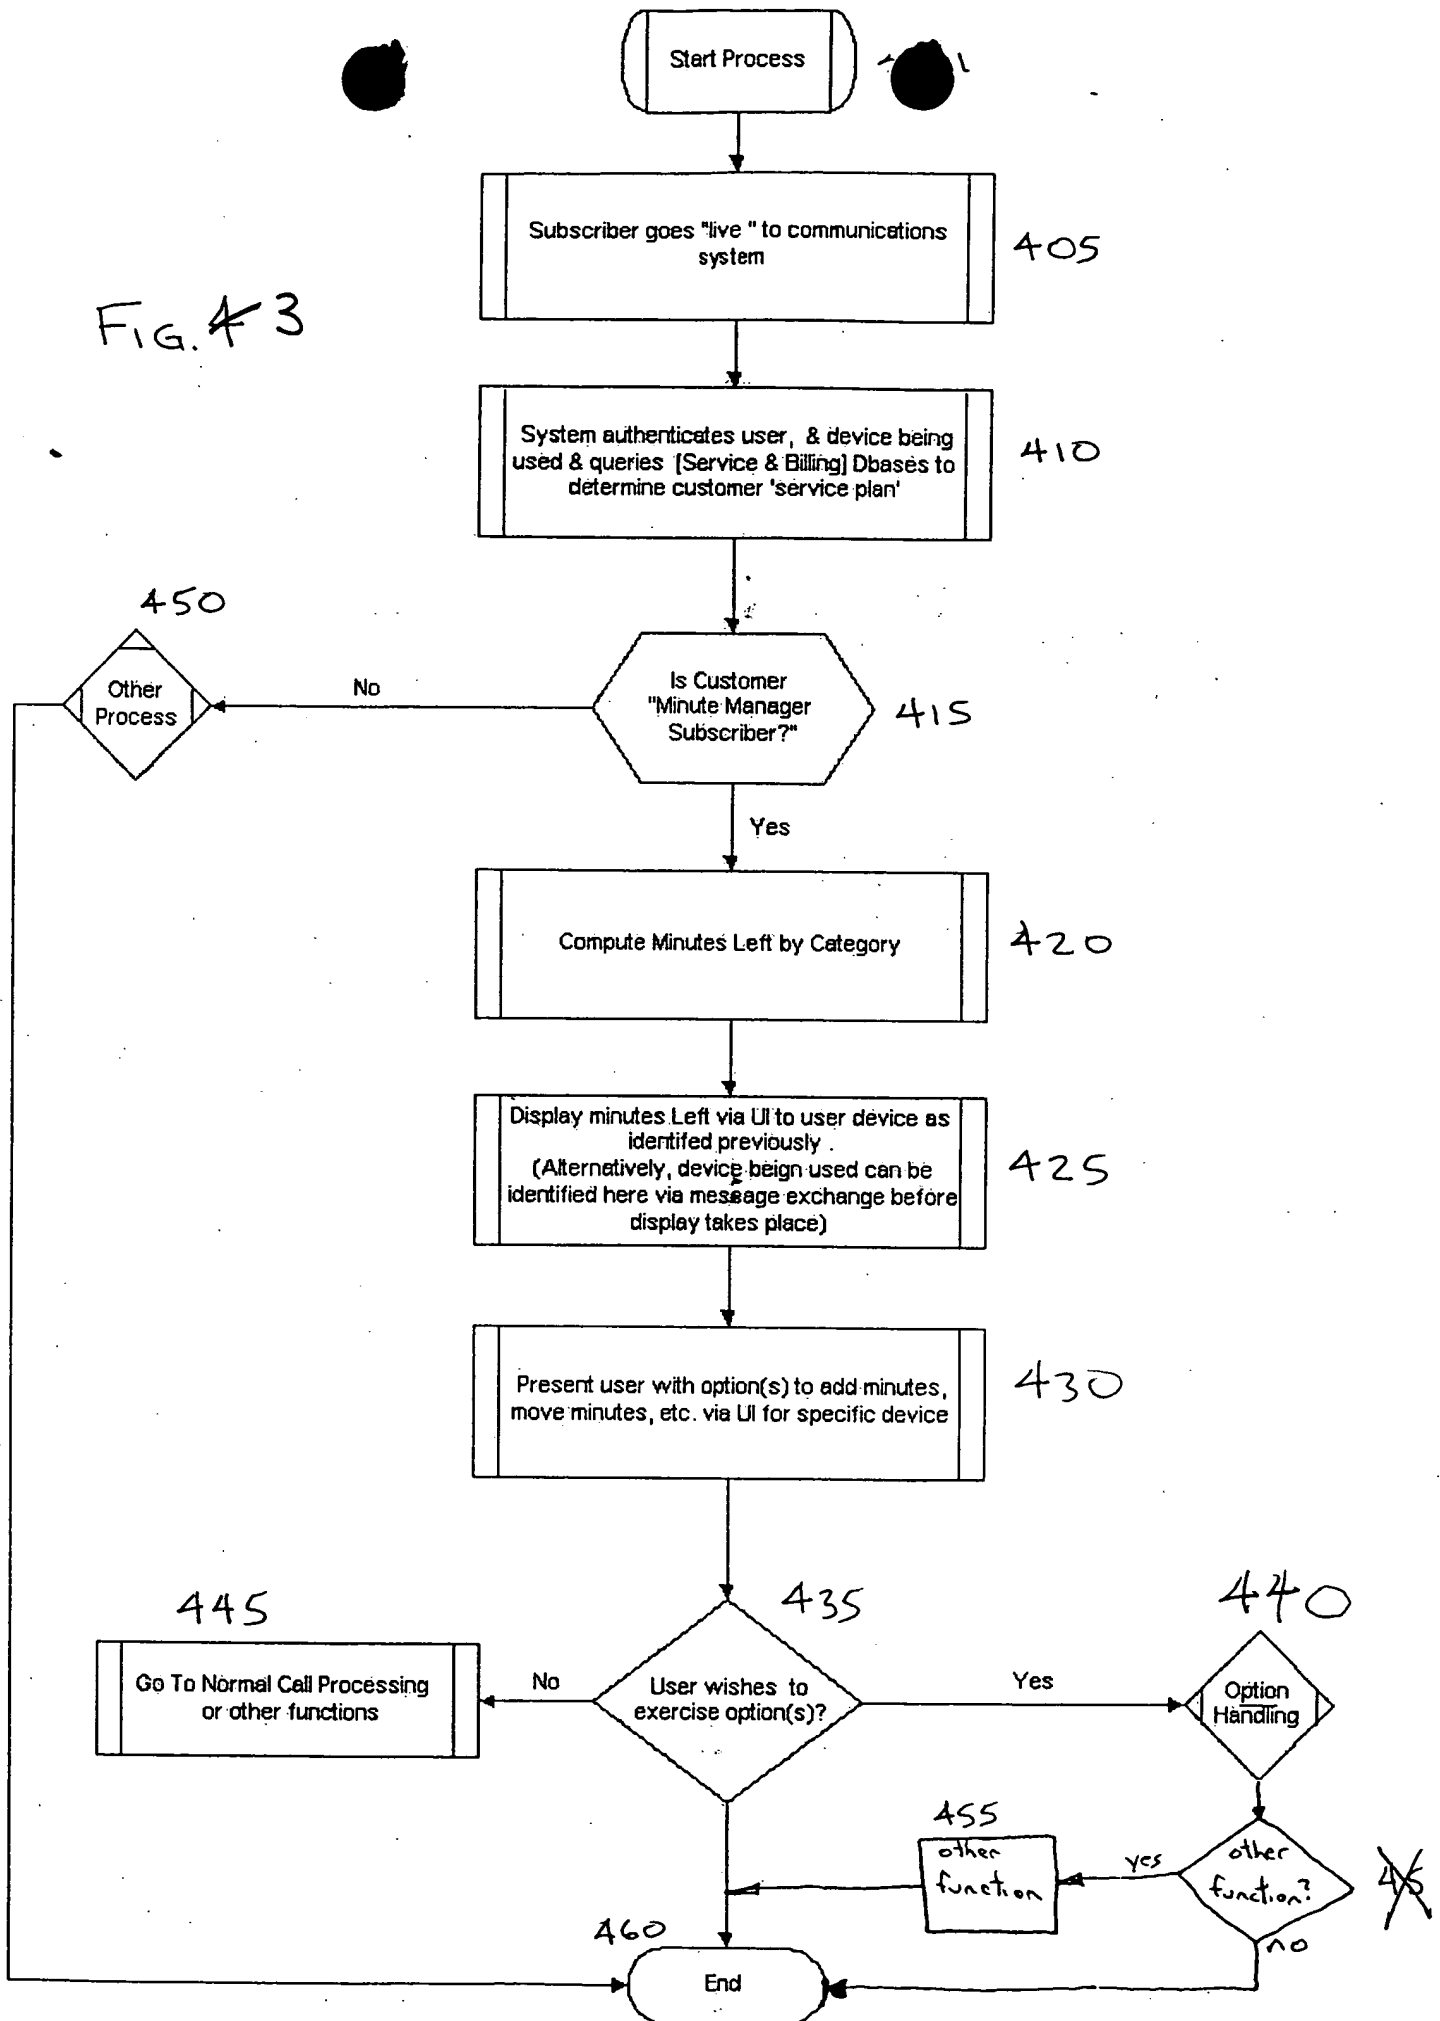 Start Process
Subscriber goes "live " to communications
system
405
FIG. 4 3
System authenticates user, & device being
used & queries [Service & Billing] Dbases to
determine customer 'service plan'
410
450
Other
Process
No
Is Customer
"Minute Manager
Subscriber?"
415
Yes
Compute Minutes Left by Category
420
Display minutes Left via UI to user device as
identifed previously .
(Alternatively, device beign used can be
identified here via message exchange before
display takes place)
425
Present user with option(s) to add minutes,
move minutes, etc. via UI for specific device
430
445
435
440
Go To Normal Call Processing
or other functions
No
User wishes to
exercise option(s)?
Yes
Option
Handling
455
other
function
yes
other
function?
no
460
End